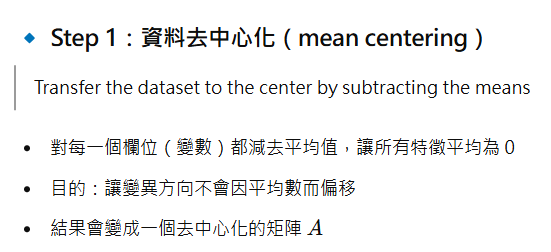 Step 1：資料去中心化（mean centering）
Transfer the dataset to the center by subtracting the means
對每一個欄位（變數）都減去平均值，讓所有特徵平均為 0
目的：讓變異方向不會因平均數而偏移
結果會變成一個去中心化的矩陣 A